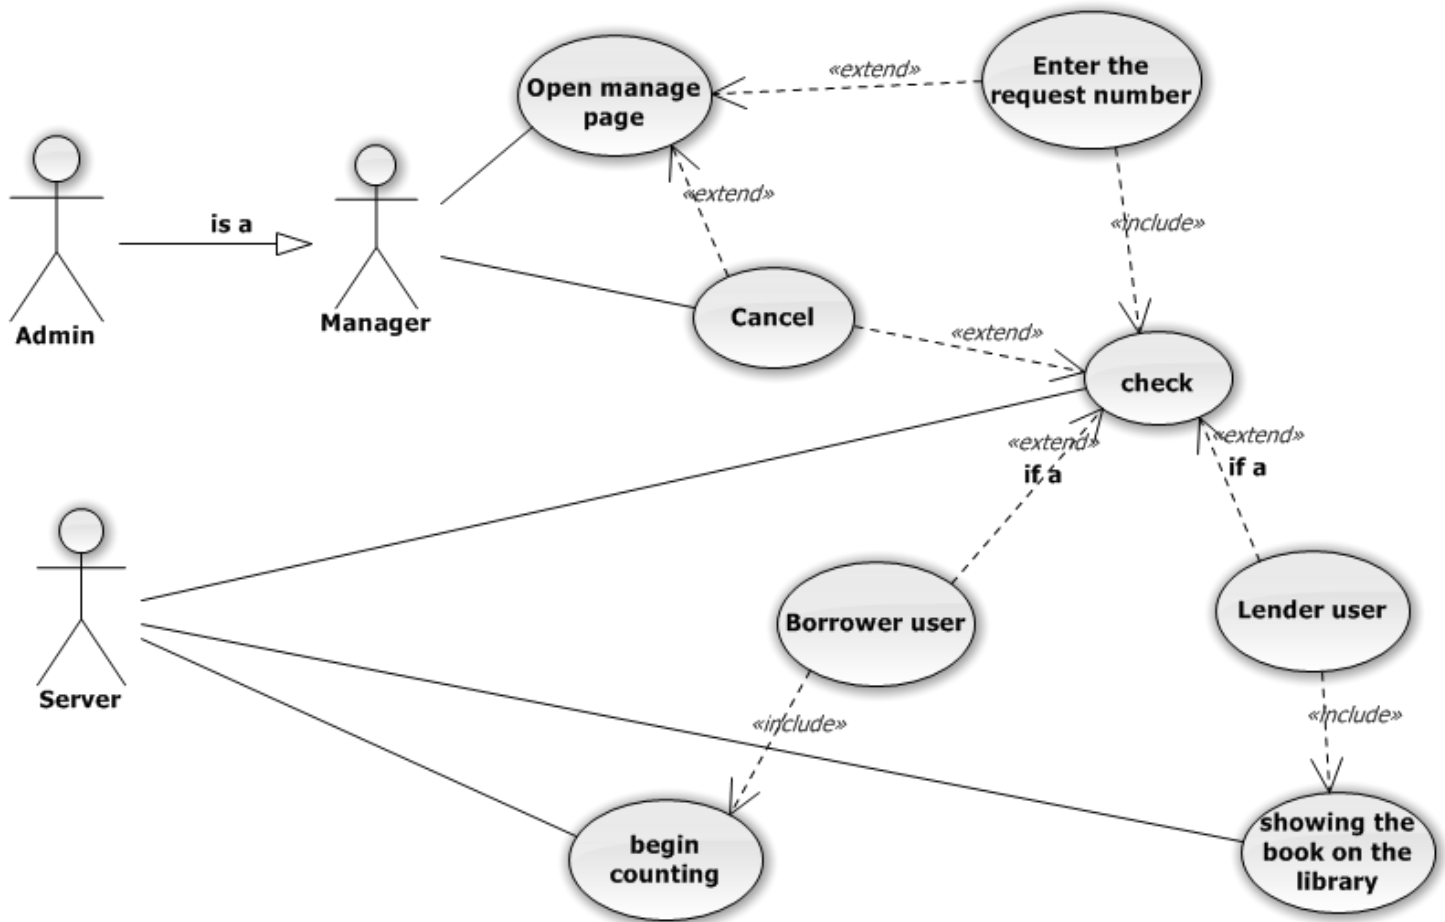 Open manage
page
«extend»
Enter the
request number
is a
«extend»
«include»
Admin
Manager
Cancel
«extend»
check
«extend»
if a
«extend»
if a
Server
Borrower user
Lender user
«include»
«include»
begin
counting
showing the
book on the
library